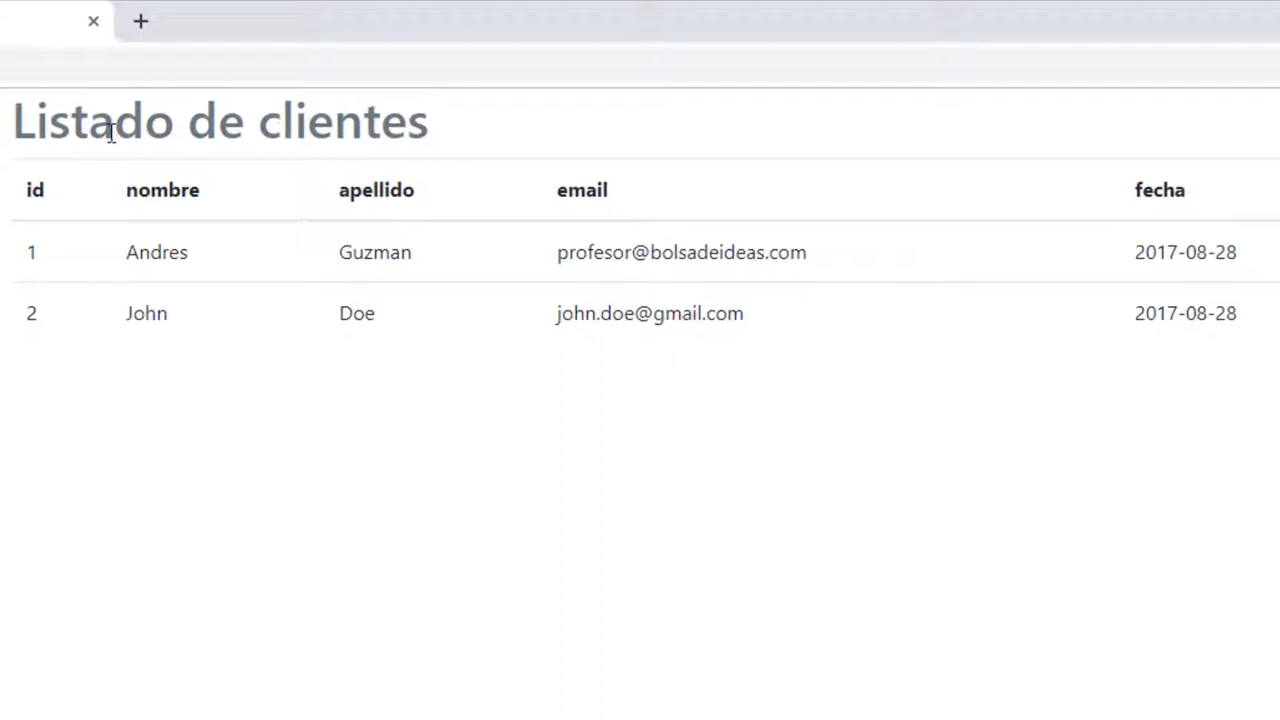 Listado de clientes
id nombre apellido email fecha
1 Andres Guzman profesor@bolsadeideas.com 2017-08-28
2 John Doe john.doe@gmail.com 2017-08-28